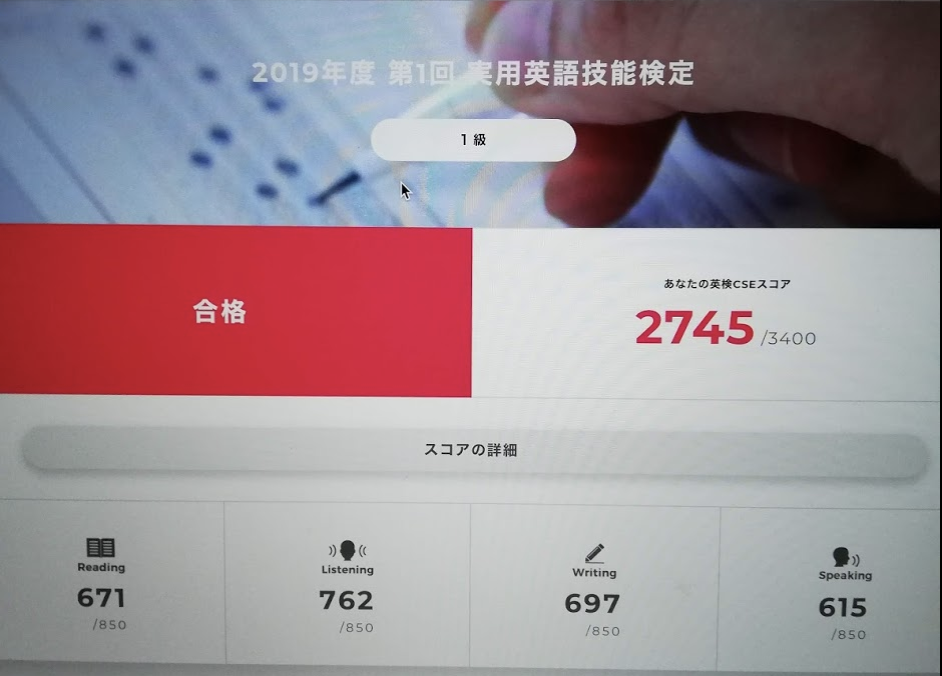 2019年度 第1回 実用英語技能検定
1 級
合格
あなたの英検CSEスコア
2745 /3400
スコアの詳細
Reading
671
/850
Listening
762
/850
Writing
697
/850
Speaking
615
/850